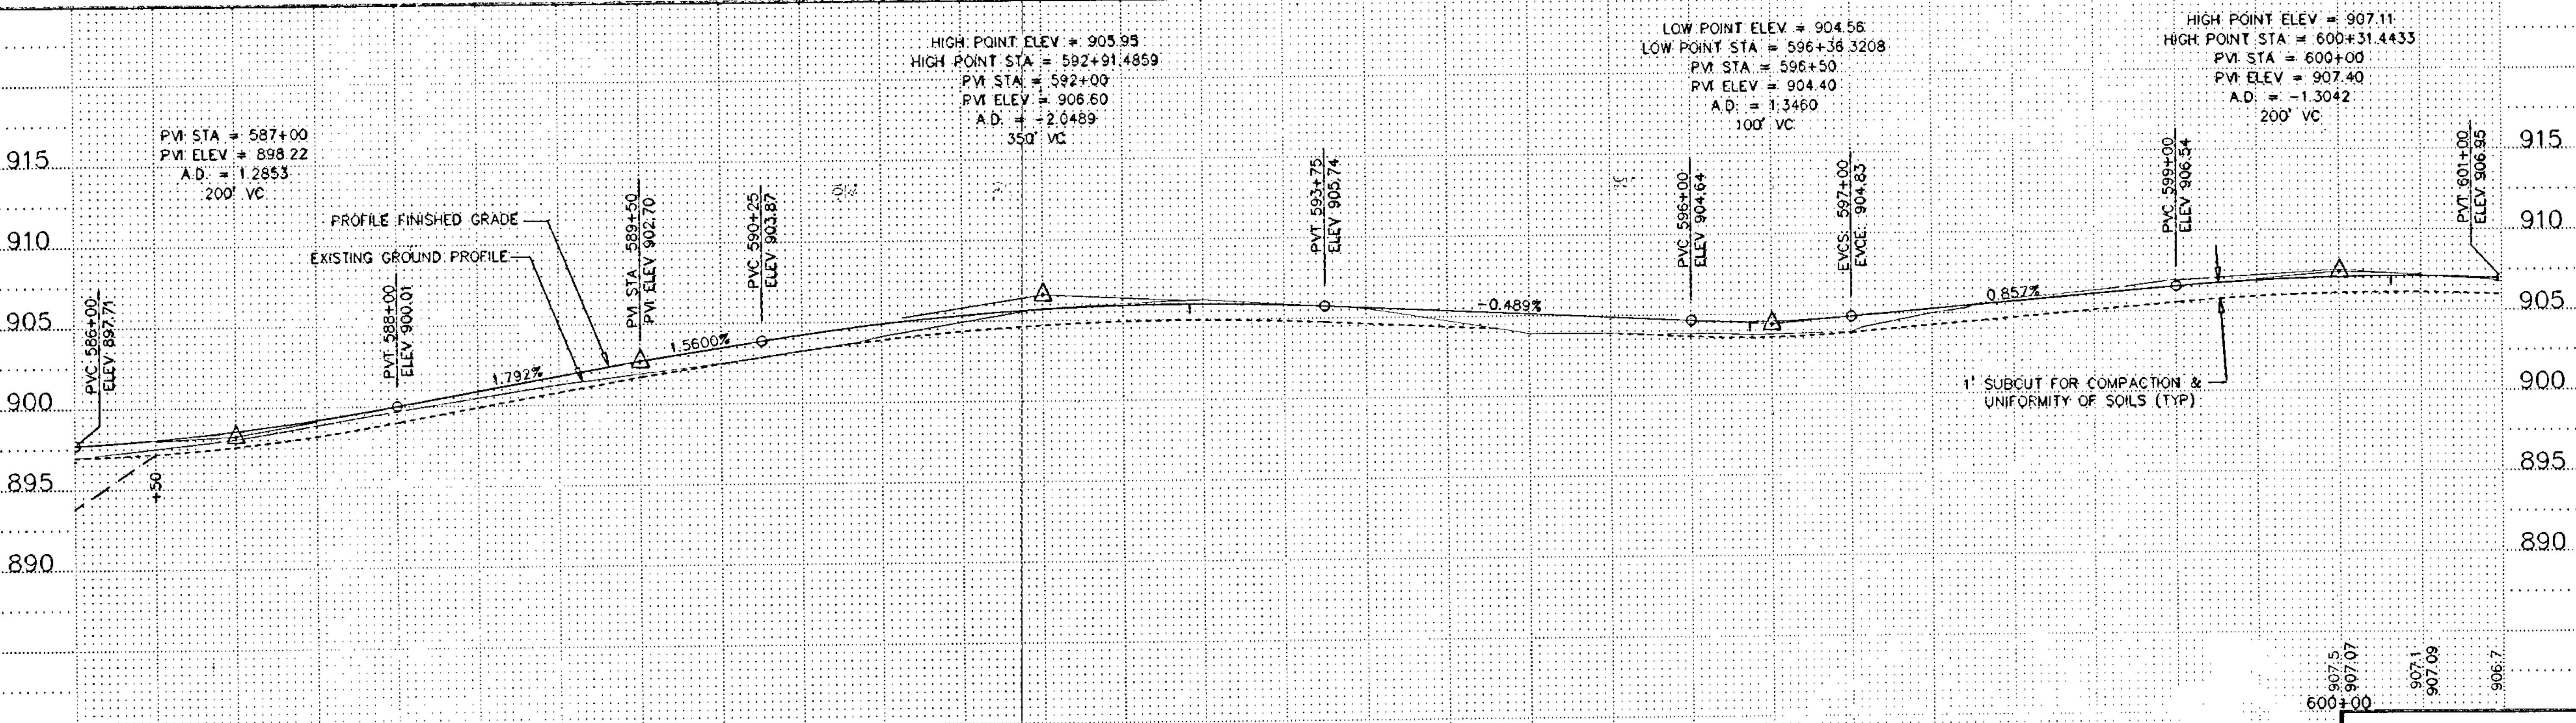 HIGH POINT ELEV = 905.95
HIGH POINT STA = 592+91.4859
PVI STA = 592+00
PVI ELEV = 906.60
A.D. = -2.0489
350' VC
LOW POINT ELEV = 904.56
LOW POINT STA = 596+36.3208
PVI STA = 596+50
PVI ELEV = 904.40
A.D. = 1.3460
100' VC
HIGH POINT ELEV = 907.11
HIGH POINT STA = 600+31.4433
PVI STA = 600+00
PVI ELEV = 907.40
A.D. = -1.3042
200' VC
PVI STA = 587+00
PVI ELEV = 898.22
A.D. = 1.2853
200' VC
915
910
905
900
895
890
PROFILE FINISHED GRADE
EXISTING GROUND PROFILE
PVC 586+00
ELEV 897.71
+50
PVT 588+00
ELEV 900.01
1.792%
PVI STA 589+50
PVI ELEV 902.70
1.5600%
PVC 590+25
ELEV 903.87
1'
PVT 593+75
ELEV 905.74
-0.489%
PVC 596+00
ELEV 904.64
1'
EVCS: 597+00
EVCE: 904.83
0.857%
PVC 599+00
ELEV 906.54
1'
PVT 601+00
ELEV 906.95
1' SUBCUT FOR COMPACTION &
UNIFORMITY OF SOILS (TYP)
915
910
905
900
895
890
907.5
907.07
907.1
907.09
906.7
600+00